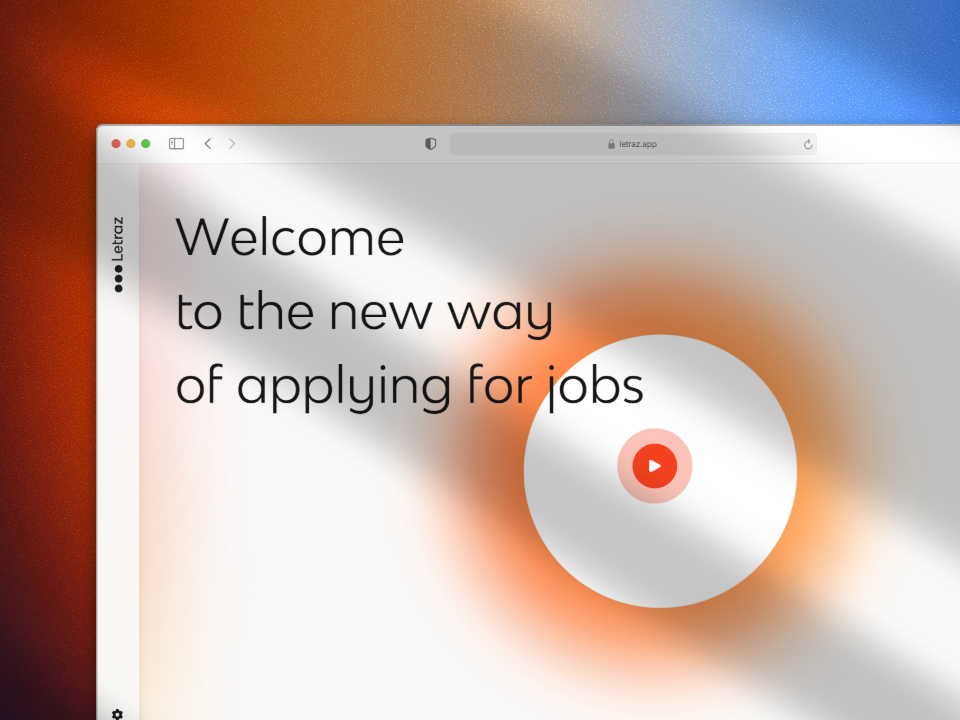 letraz.app
Letraz
Welcome
to the new way
of applying for jobs